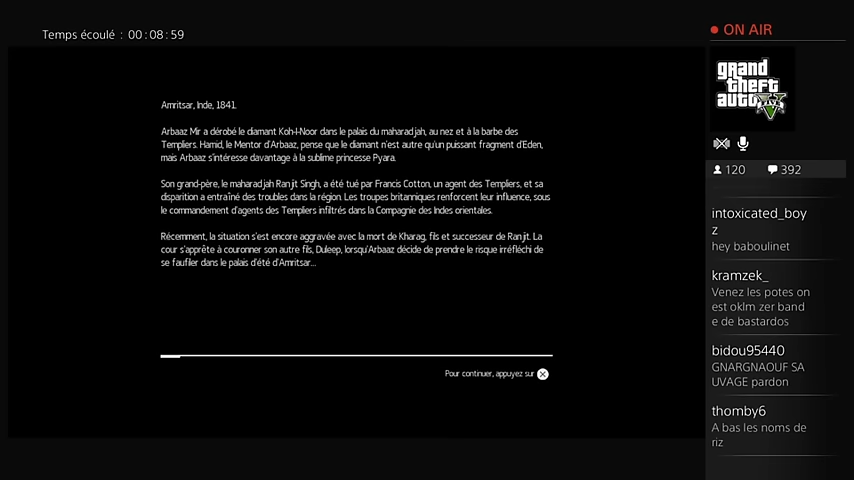 Temps écoulé : 00:08:59
Amritsar, Inde, 1841.
Arbaaz Mir a dérobé le diamant Koh-I-Noor dans le palais du maharadjah, au nez et à la barbe des
Templiers. Hamid, le Mentor d'Arbaaz, pense que le diamant n'est autre qu'un puissant fragment d'Eden,
mais Arbaaz s'intéresse davantage à la sublime princesse Pyara.
Son grand-père, le maharadjah Ranjit Singh, a été tué par Francis Cotton, un agent des Templiers, et sa
disparition a entraîné des troubles dans la région. Les troupes britanniques renforcent leur influence, sous
le commandement d'agents des Templiers infiltrés dans la Compagnie des Indes orientales.
Récemment, la situation s'est encore aggravée avec la mort de Kharag, fils et successeur de Ranjit. La
cour s'apprête à couronner son autre fils, Duleep, lorsqu'Arbaaz décide de prendre le risque irréfléchi de
se faufiler dans le palais d'été d'Amritsar...
Pour continuer, appuyez sur
ON AIR
grand
theft
auto V
FIVE
120 392
intoxicated_boy
z
hey baboulinet
kramzek_
Venez les potes on
est oklm zer band
e de bastardos
bidou95440
GNARGNAOUF SA
UVAGE pardon
thomby6
A bas les noms de
riz